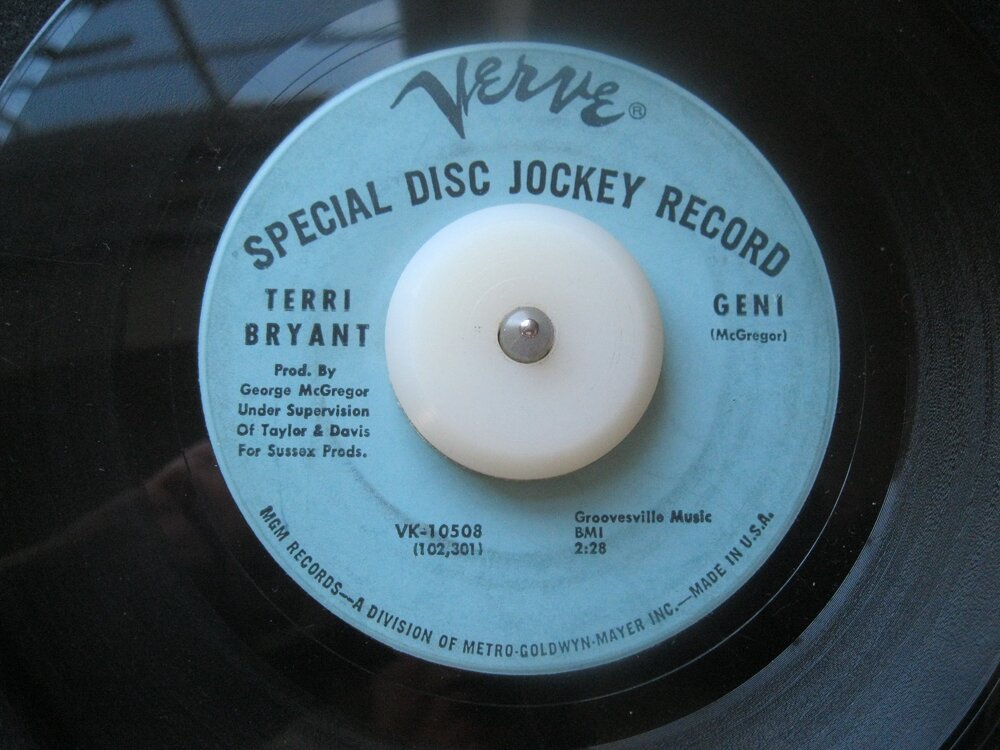 VERVE®
SPECIAL DISC JOCKEY RECORD
TERRI
BRYANT
GENI
(McGregor)
Prod. By
George McGregor
Under Supervision
Of Taylor & Davis
For Sussex Prods.
VK-10508
(102,301)
Groovesville Music
BMI
2:28
MGM RECORDS—A DIVISION OF METRO-GOLDWYN-MAYER INC.—MADE IN U.S.A.